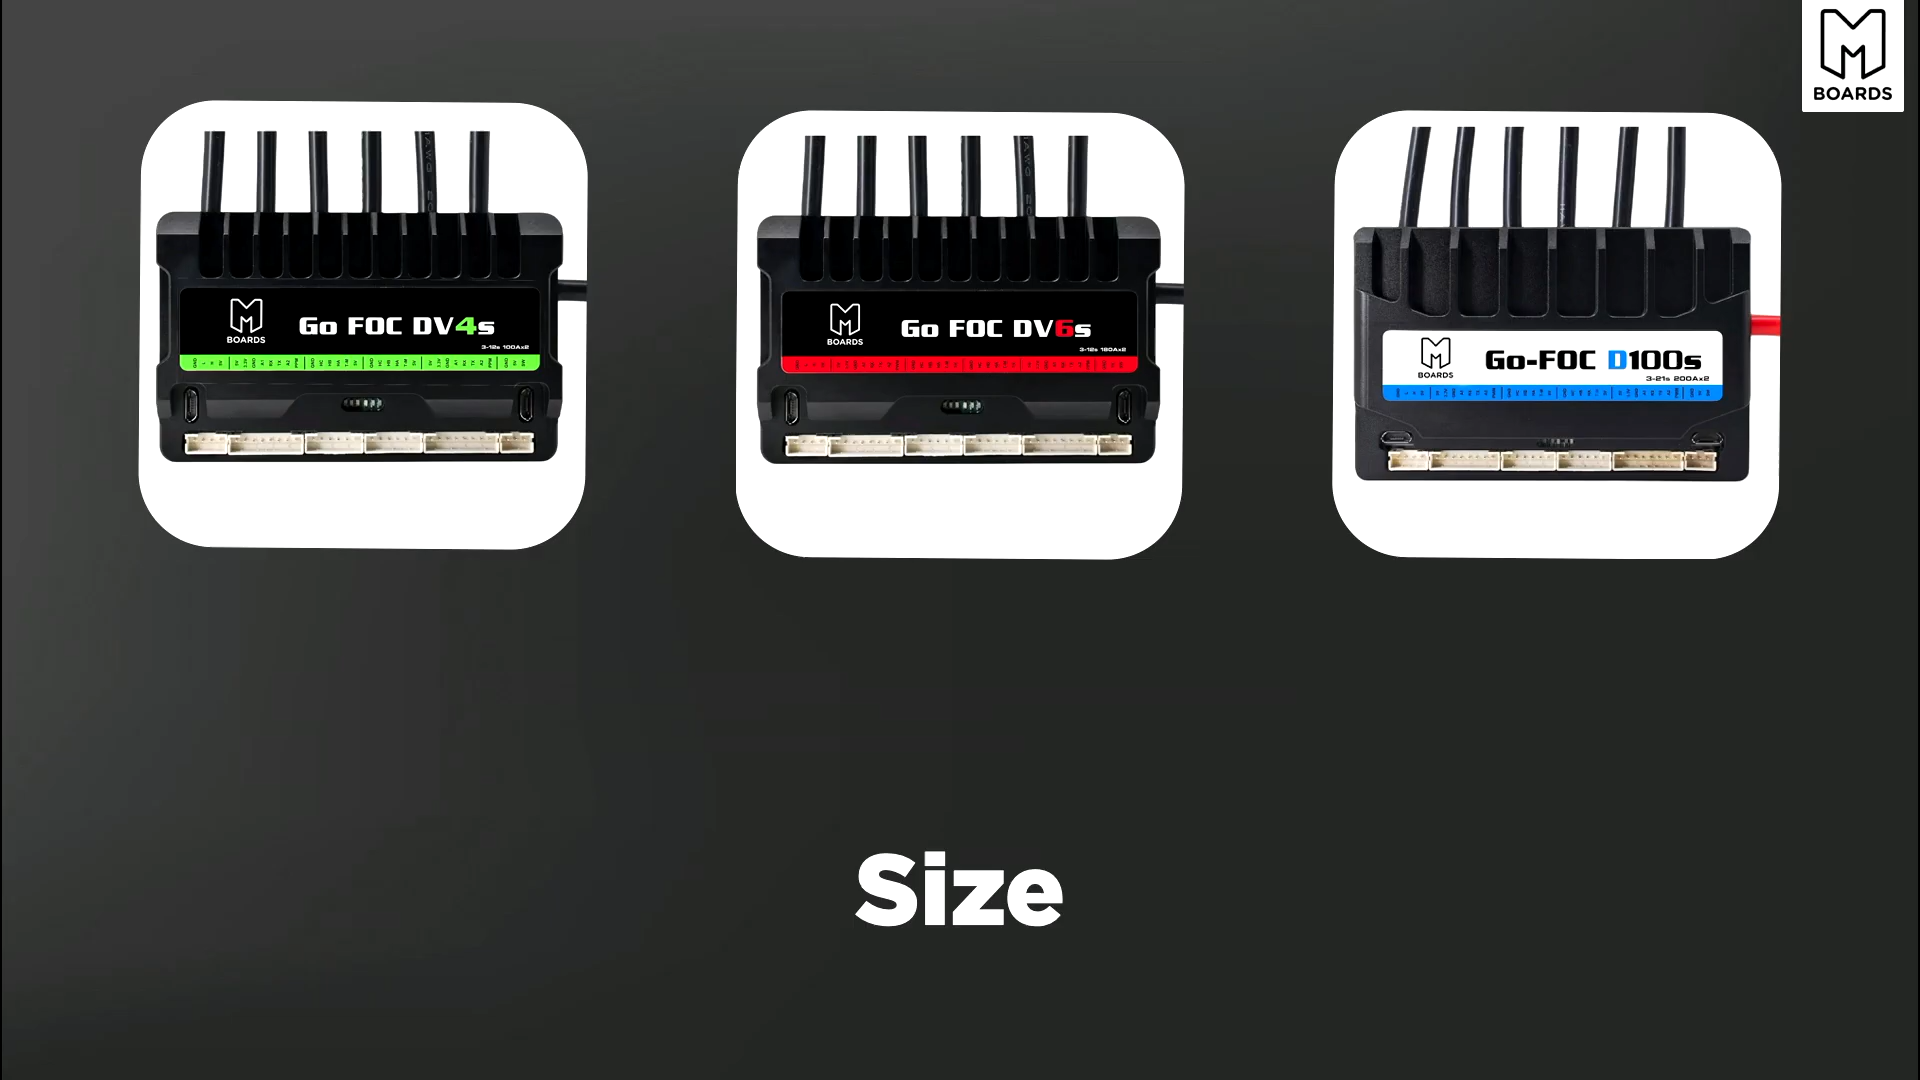 M
BOARDS
AWG
M
BOARDS
Go FOC DV4s
3-12s 100Ax2
M
BOARDS
Go FOC DV6s
3-12s 180Ax2
M
BOARDS
Go-FOC D100s
3-21s 200Ax2
Size